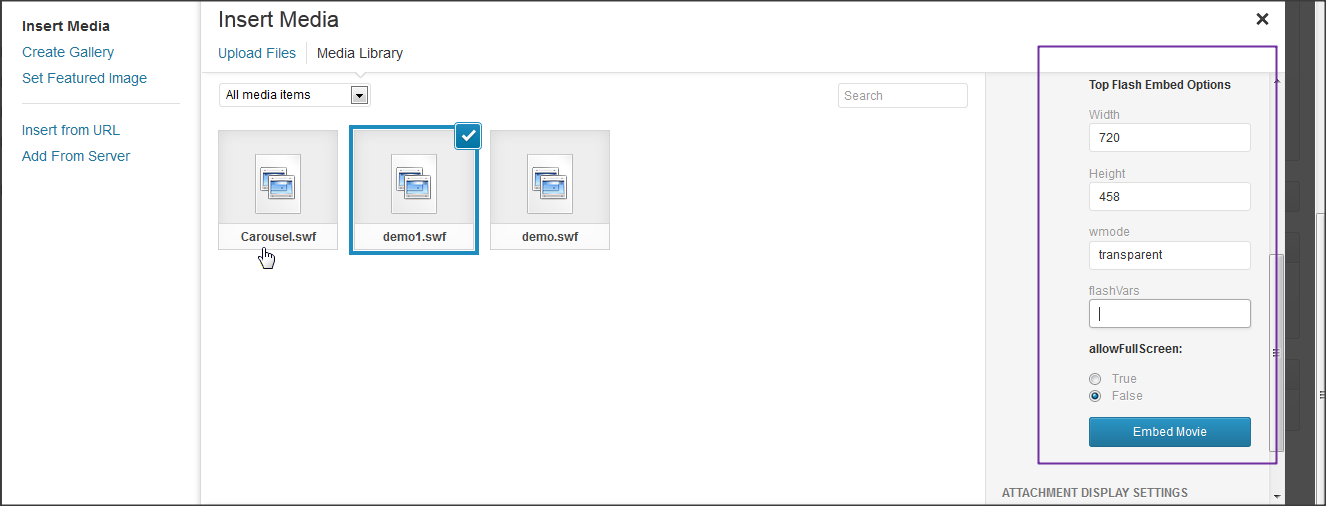 Insert Media
Create Gallery
Set Featured Image
Insert from URL
Add From Server
Insert Media
Upload Files
Media Library
All media items
Search
Carousel.swf
demo1.swf
demo.swf
Top Flash Embed Options
Width
720
Height
458
wmode
transparent
flashVars
allowFullScreen:
True
False
Embed Movie
ATTACHMENT DISPLAY SETTINGS